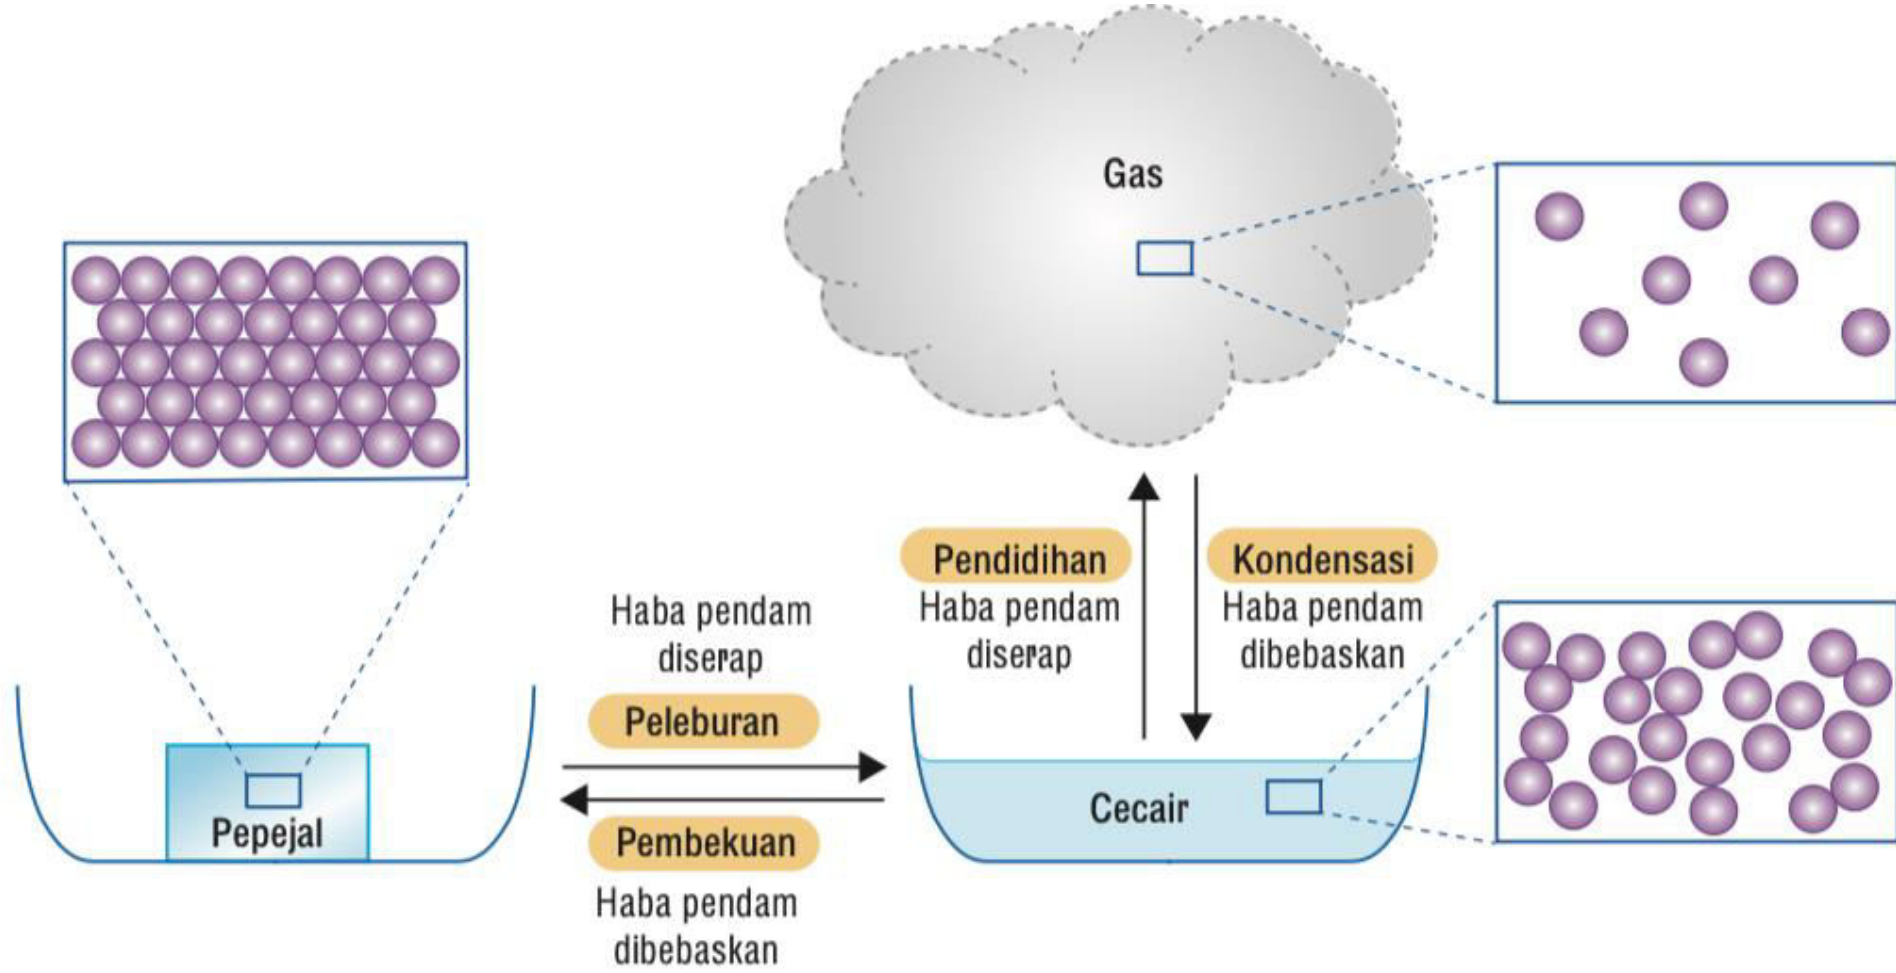 Gas
Pendidihan
Haba pendam
diserap
Kondensasi
Haba pendam
dibebaskan
Haba pendam
diserap
Peleburan
Pepejal
Cecair
Pembekuan
Haba pendam
dibebaskan